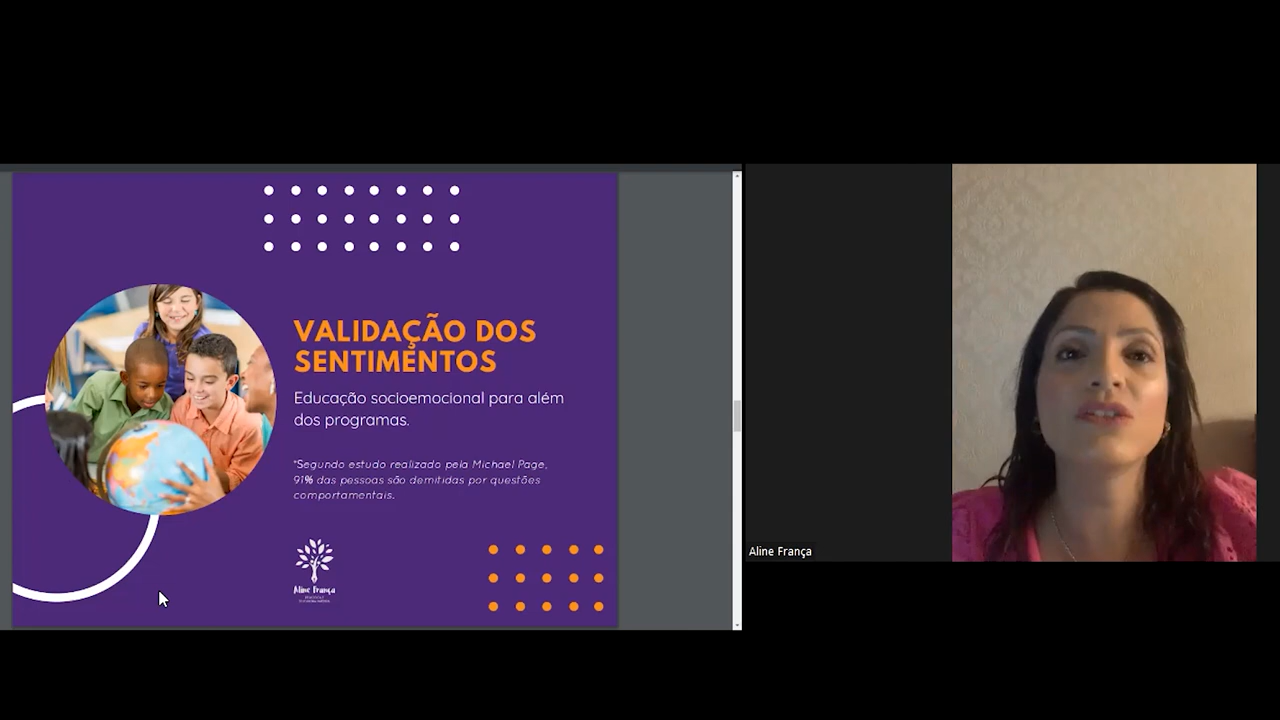 VALIDAÇÃO DOS
SENTIMENTOS
Educação socioemocional para além
dos programas.
*Segundo estudo realizado pela Michael Page,
91% das pessoas são demitidas por questões
comportamentais.
Aline França
Aline França